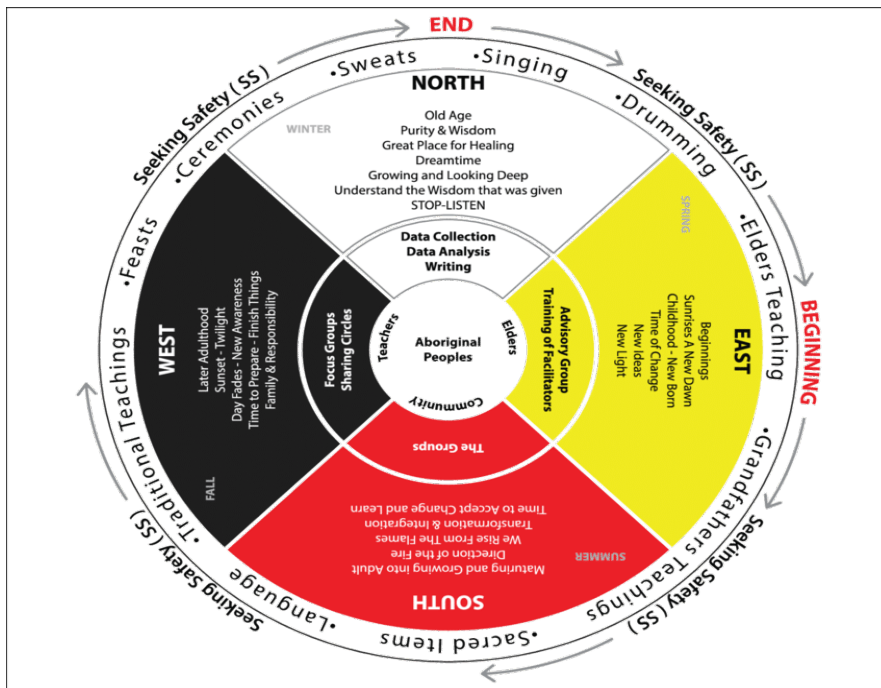 END
Seeking Safety (SS)
Seeking Safety (SS)
BEGINNING
Seeking Safety (SS)
Seeking Safety (SS)
•Sweats
•Singing
•Drumming
•Elders Teaching
•Grandfathers Teachings
•Sacred Items
•Language
•Traditional Teachings
•Feasts
•Ceremonies
NORTH
WINTER
Old Age
Purity & Wisdom
Great Place for Healing
Dreamtime
Growing and Looking Deep
Understand the Wisdom that was given
STOP-LISTEN
Data Collection
Data Analysis
Writing
SPRING
EAST
Beginnings
Sunrises A New Dawn
Childhood - New Born
Time of Change
New Ideas
New Light
Advisory Group
Training of Facilitators
SUMMER
SOUTH
Maturing and Growing into Adult
Direction of the Fire
We Rise From The Flames
Transformation & Integration
Time to Accept Change and Learn
The Groups
FALL
WEST
Later Adulthood
Sunset - Twilight
Day Fades - New Awareness
Time to Prepare - Finish Things
Family & Responsibility
Focus Groups
Sharing Circles
Teachers
Elders
Community
Aboriginal
Peoples